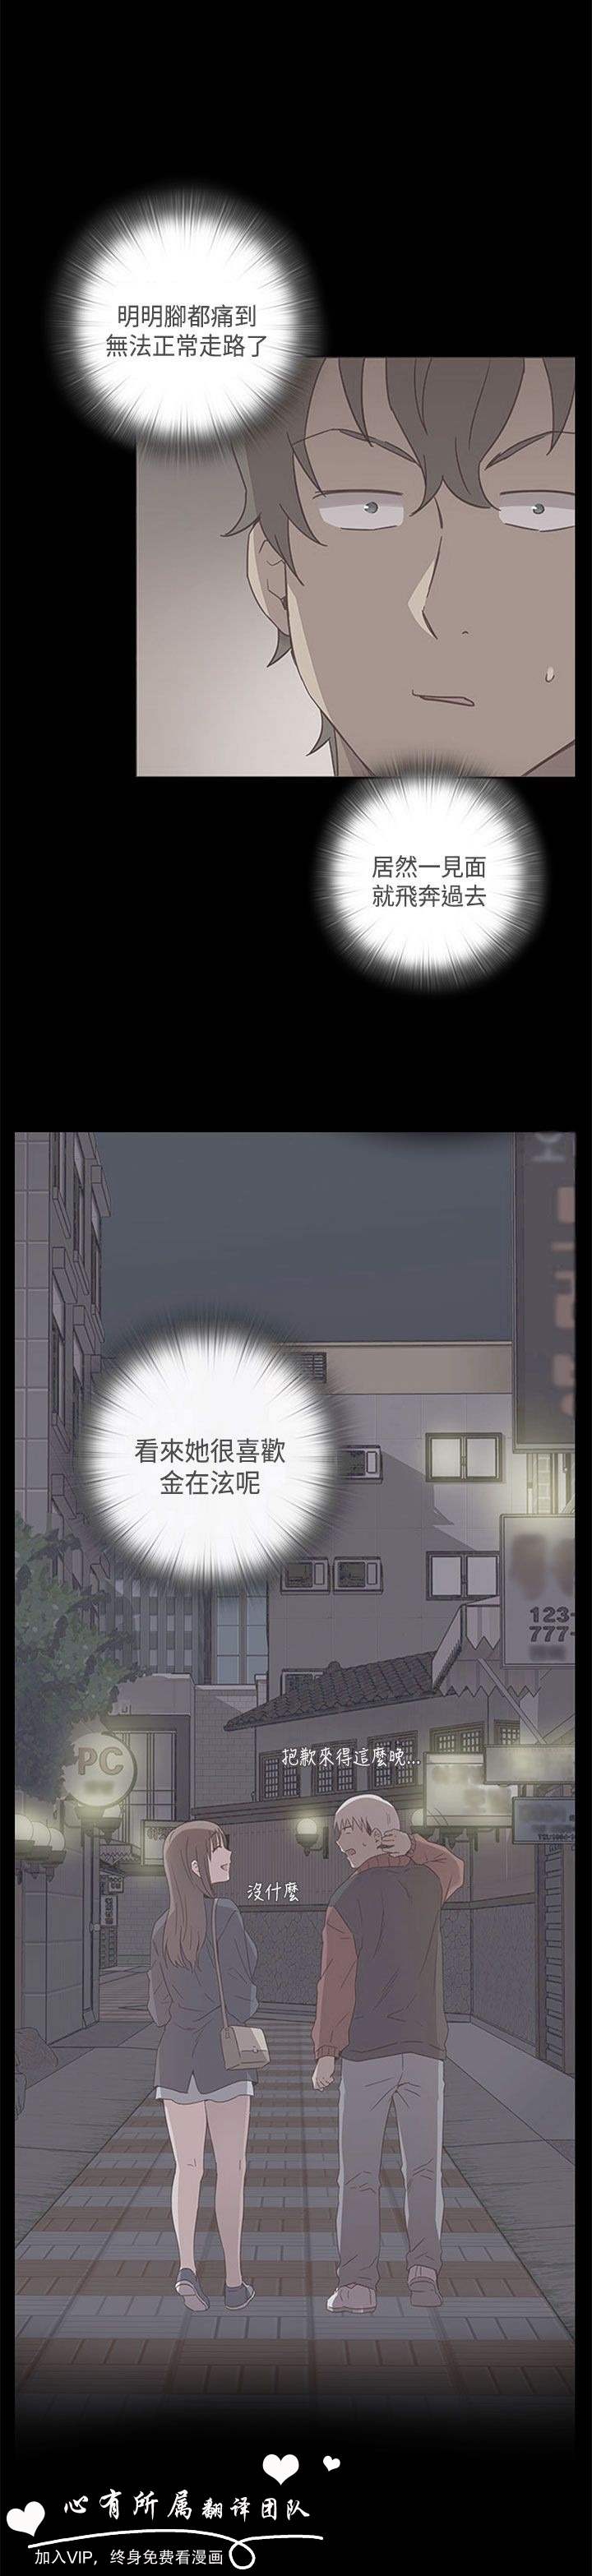 明明腳都痛到
無法正常走路了
居然一見面
就飛奔過去
看來她很喜歡
金在泫呢
123-
777-
抱歉來得這麼晚...
PC
沒什麼
心有所属翻译团队
加入VIP，终身免费看漫画